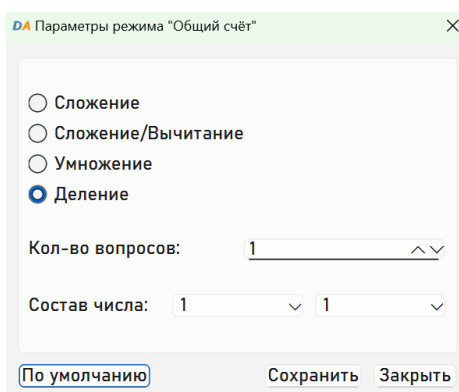 DA Параметры режима "Общий счёт"
Сложение
Сложение/Вычитание
Умножение
Деление
Кол-во вопросов: 1
Состав числа: 1 1
По умолчанию Сохранить Закрыть